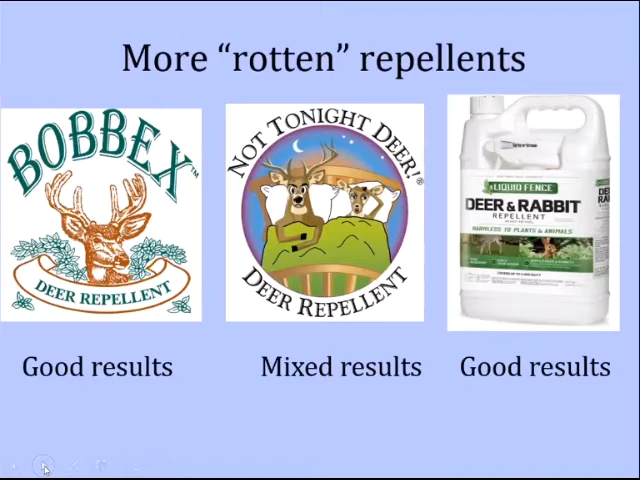 More “rotten” repellents
BOBBEX™
DEER REPELLENT
NOT TONIGHT DEER!®
DEER REPELLENT
LIQUID FENCE
DEER & RABBIT
REPELLENT
HARMLESS TO PLANTS & ANIMALS
Good results
Mixed results
Good results